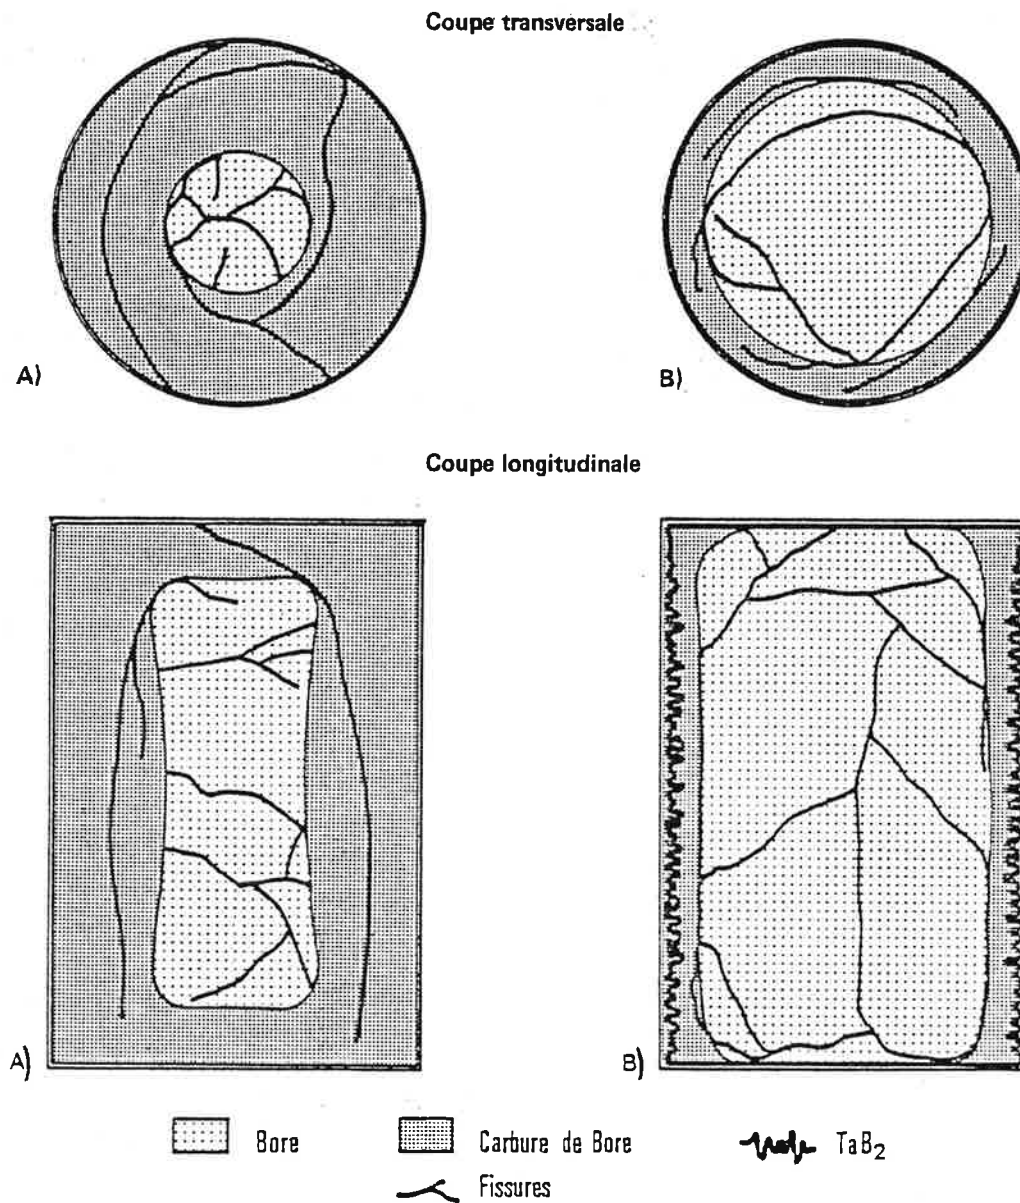 Coupe transversale
A)
B)
Coupe longitudinale
A)
B)
Bore
Carbure de Bore
TaB₂
Fissures